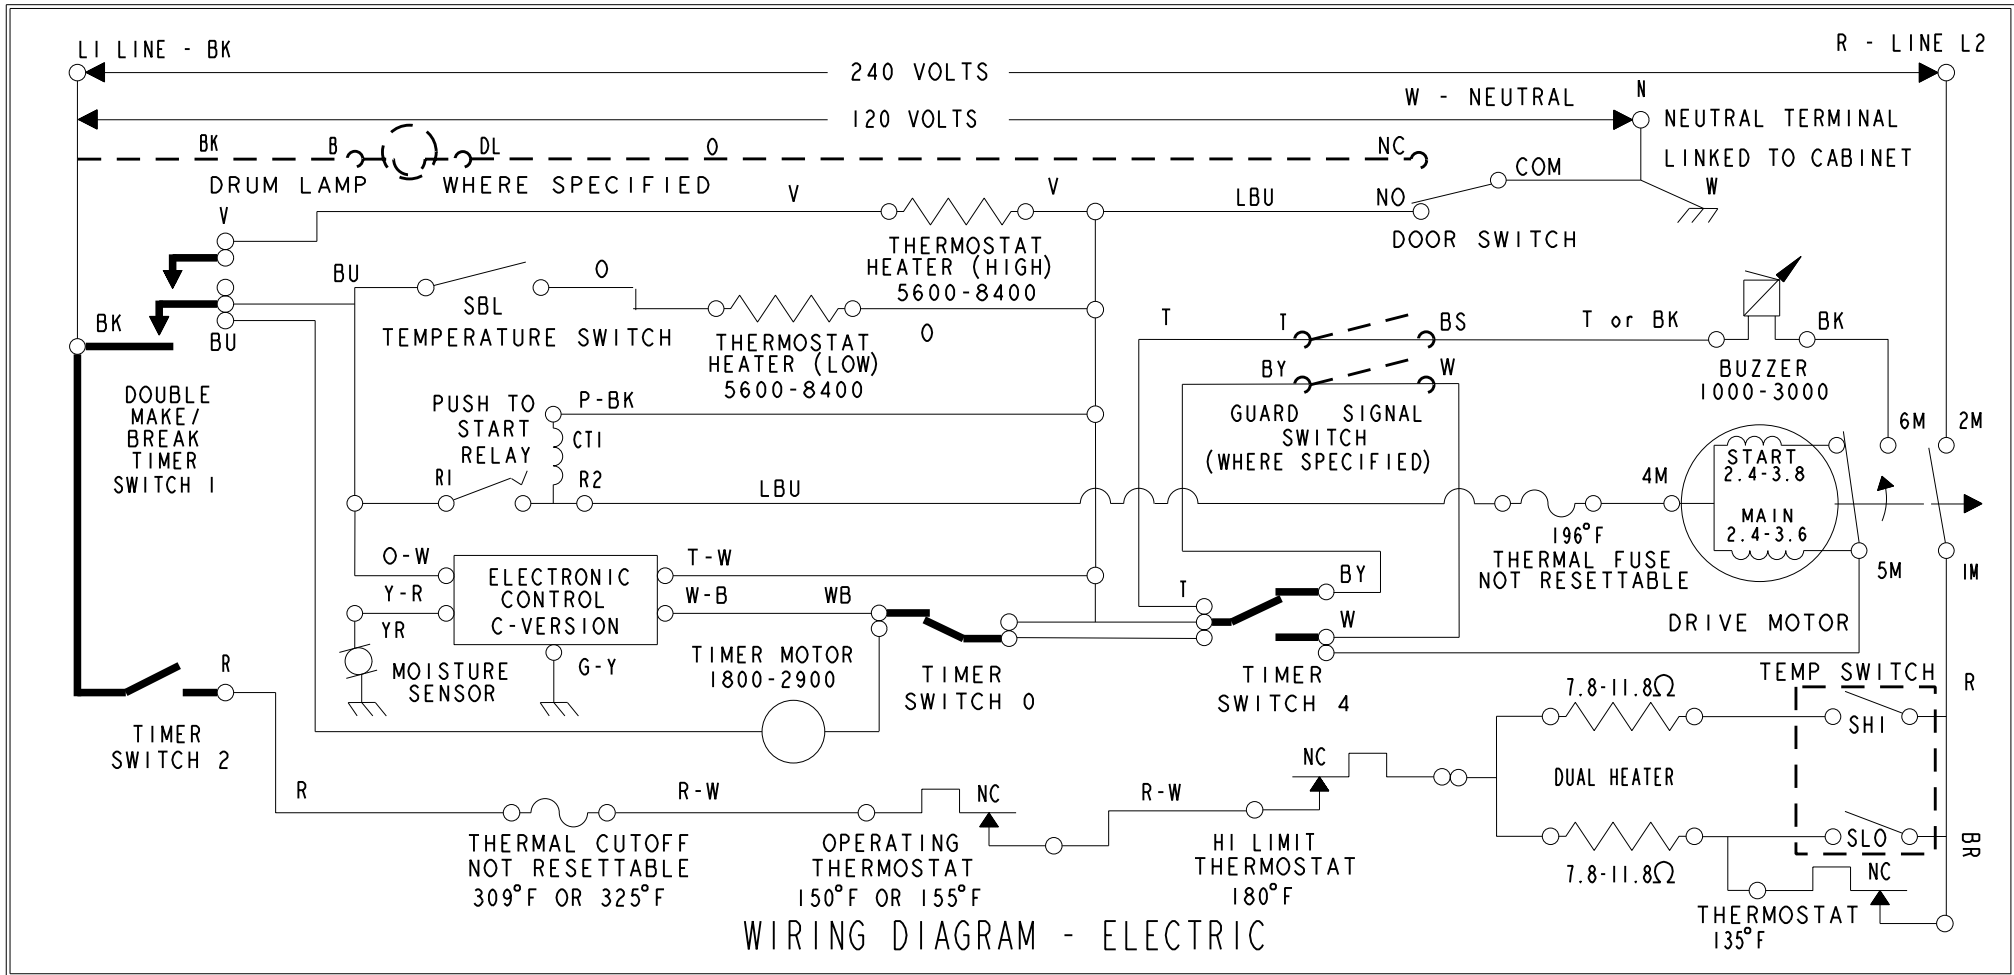 LI LINE - BK
R - LINE L2
240 VOLTS
W - NEUTRAL
N
120 VOLTS
NEUTRAL TERMINAL
LINKED TO CABINET
BK
B
DL
O
NC
COM
W
DRUM LAMP
WHERE SPECIFIED
V
V
V
LBU
NO
DOOR SWITCH
THERMOSTAT
HEATER (HIGH)
5600-8400
BU
O
SBL
TEMPERATURE SWITCH
BK
BU
THERMOSTAT
HEATER (LOW)
5600-8400
O
T
T
BS
T or BK
BK
BY
W
BUZZER
1000-3000
DOUBLE
MAKE/
BREAK
TIMER
SWITCH I
PUSH TO
START
RELAY
P-BK
CTI
GUARD SIGNAL
SWITCH
(WHERE SPECIFIED)
6M
2M
START
2.4-3.8
4M
RI
R2
LBU
MAIN
2.4-3.6
196°F
THERMAL FUSE
NOT RESETTABLE
5M
IM
DRIVE MOTOR
O-W
T-W
Y-R
W-B
WB
YR
ELECTRONIC
CONTROL
C-VERSION
T
BY
W
MOISTURE
SENSOR
G-Y
TIMER MOTOR
1800-2900
TIMER
SWITCH 0
TIMER
SWITCH 4
TEMP SWITCH
R
R
TIMER
SWITCH 2
7.8-11.8Ω
SHI
NC
DUAL HEATER
R
R-W
NC
R-W
THERMAL CUTOFF
NOT RESETTABLE
309°F OR 325°F
OPERATING
THERMOSTAT
150°F OR 155°F
HI LIMIT
THERMOSTAT
180°F
SLO
BR
7.8-11.8Ω
NC
THERMOSTAT
135°F
WIRING DIAGRAM - ELECTRIC